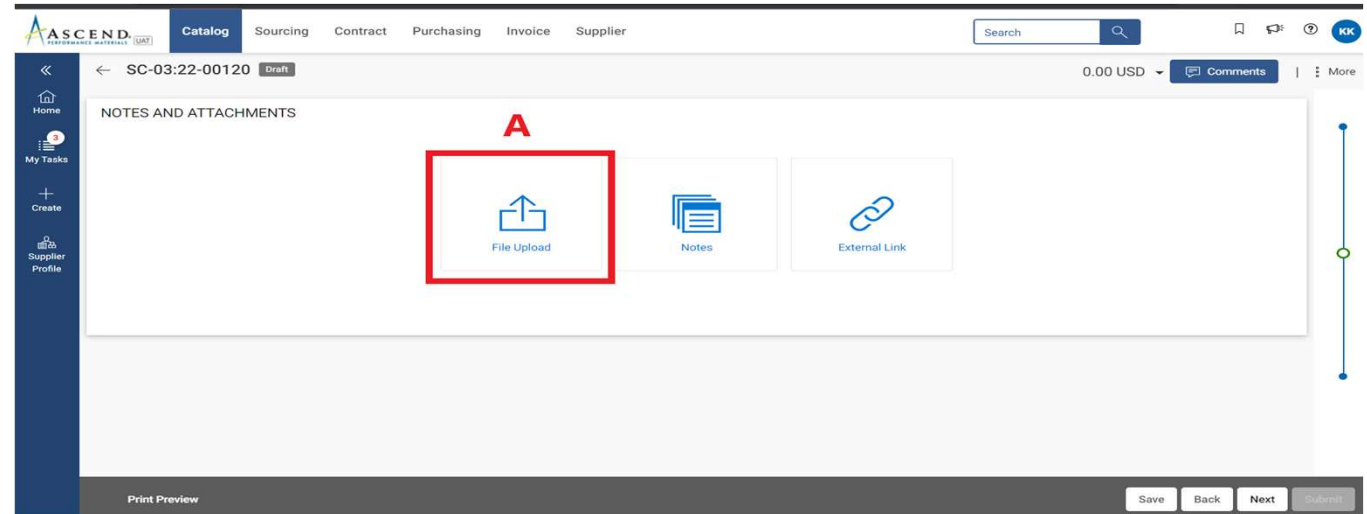 ASCEND
PERFORMANCE MATERIALS UAT
Catalog Sourcing Contract Purchasing Invoice Supplier Search KK
← SC-03:22-00120 Draft 0.00 USD Comments | More
Home
NOTES AND ATTACHMENTS
A
3
My Tasks
Create
File Upload Notes External Link
Supplier
Profile
Print Preview Save Back Next Submit